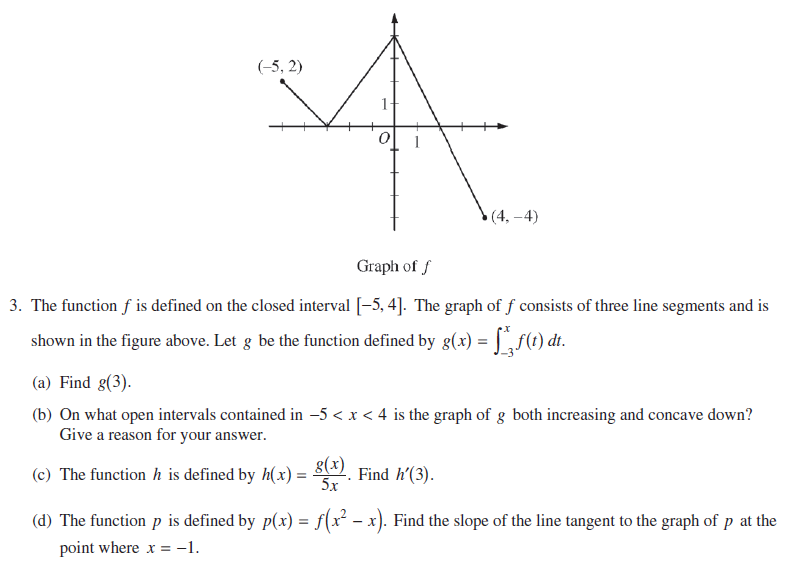 (–5, 2)
1
O
1
(4, –4)
Graph of f
3. The function f is defined on the closed interval [–5, 4]. The graph of f consists of three line segments and is
shown in the figure above. Let g be the function defined by g(x) = ∫₋₃ˣ f(t) dt.
(a) Find g(3).
(b) On what open intervals contained in –5 < x < 4 is the graph of g both increasing and concave down?
Give a reason for your answer.
(c) The function h is defined by h(x) = g(x)/5x. Find h′(3).
(d) The function p is defined by p(x) = f(x² – x). Find the slope of the line tangent to the graph of p at the
point where x = –1.